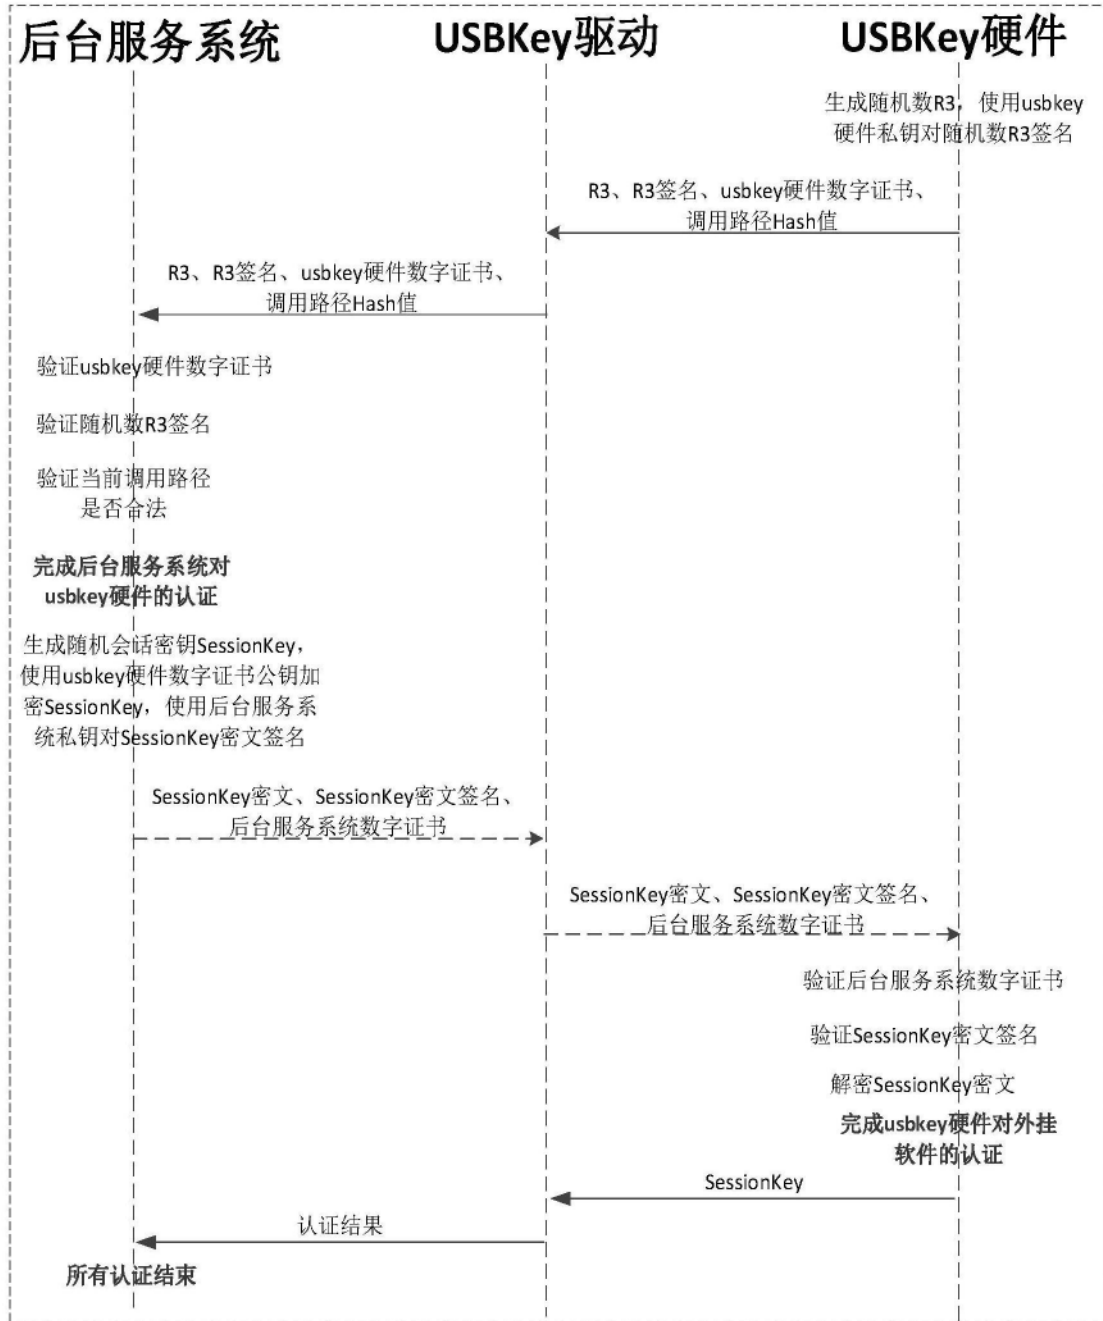 后台服务系统
USBKey驱动
USBKey硬件
生成随机数R3，使用usbkey
硬件私钥对随机数R3签名
R3、R3签名、usbkey硬件数字证书、
调用路径Hash值
R3、R3签名、usbkey硬件数字证书、
调用路径Hash值
验证usbkey硬件数字证书
验证随机数R3签名
验证当前调用路径
是否合法
完成后台服务系统对
usbkey硬件的认证
生成随机会话密钥SessionKey，
使用usbkey硬件数字证书公钥加
密SessionKey，使用后台服务系
统私钥对SessionKey密文签名
SessionKey密文、SessionKey密文签名、
后台服务系统数字证书
SessionKey密文、SessionKey密文签名、
后台服务系统数字证书
验证后台服务系统数字证书
验证SessionKey密文签名
解密SessionKey密文
完成usbkey硬件对外挂
软件的认证
SessionKey
认证结果
所有认证结束